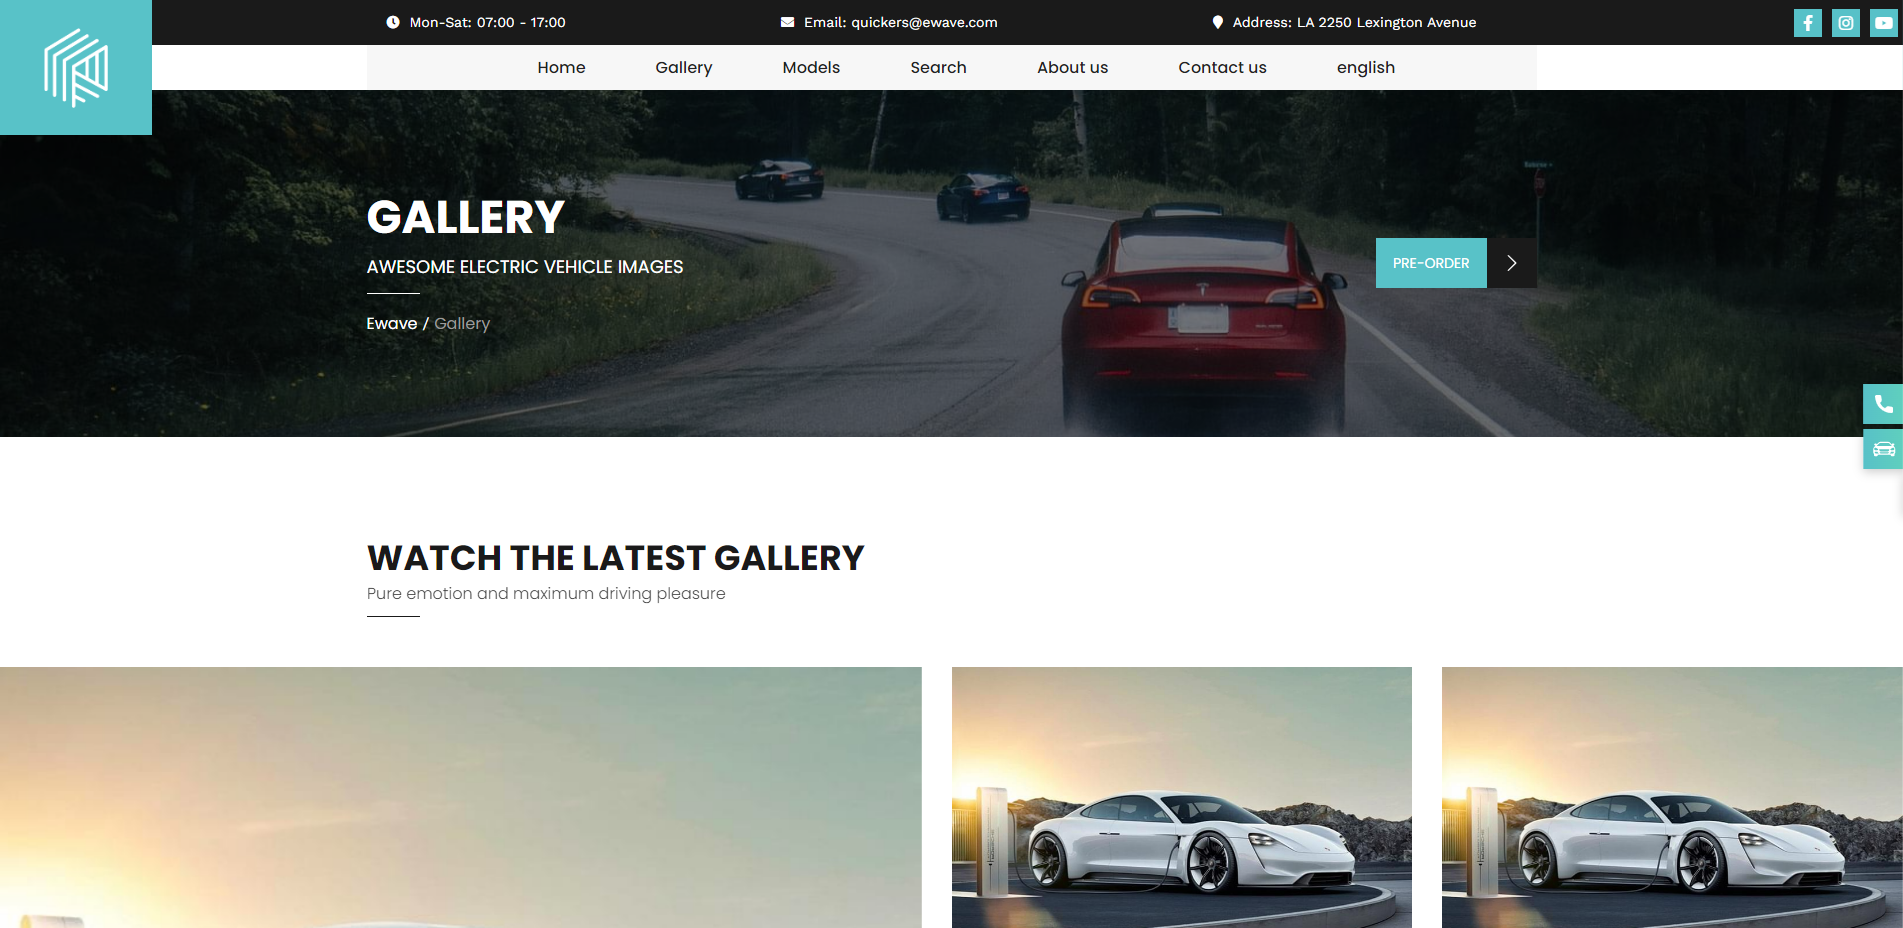 Mon-Sat: 07:00 - 17:00
Email: quickers@ewave.com
Address: LA 2250 Lexington Avenue
Home
Gallery
Models
Search
About us
Contact us
english
GALLERY
AWESOME ELECTRIC VEHICLE IMAGES
Ewave / Gallery
PRE-ORDER
WATCH THE LATEST GALLERY
Pure emotion and maximum driving pleasure